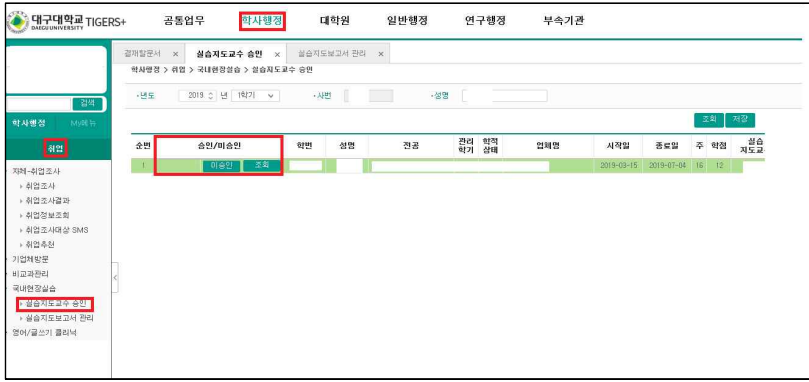 대구대학교 TIGERS+
DAEGU UNIVERSITY
공통업무 학사행정 대학원 일반행정 연구행정 부속기관
결재할문서 × 실습지도교수 승인 × 실습지도보고서 관리 ×
학사행정 > 취업 > 국내현장실습 > 실습지도교수 승인
·년도 2019 년 1학기 ·사번 ·성명
검색
조회 저장
학사행정 My메뉴
취업
순번 승인/미승인 학번 성명 전공 관리학기 학적상태 업체명 시작일 종료일 주 학점 실습지도교
1 미승인 조회 2019-03-15 2019-07-04 16 12
자체-취업조사
취업조사
취업조사결과
취업정보조회
취업조사대상 SMS
취업추천
기업체방문
비교과관리
국내현장실습
실습지도교수 승인
실습지도보고서 관리
영어/글쓰기 클리닉